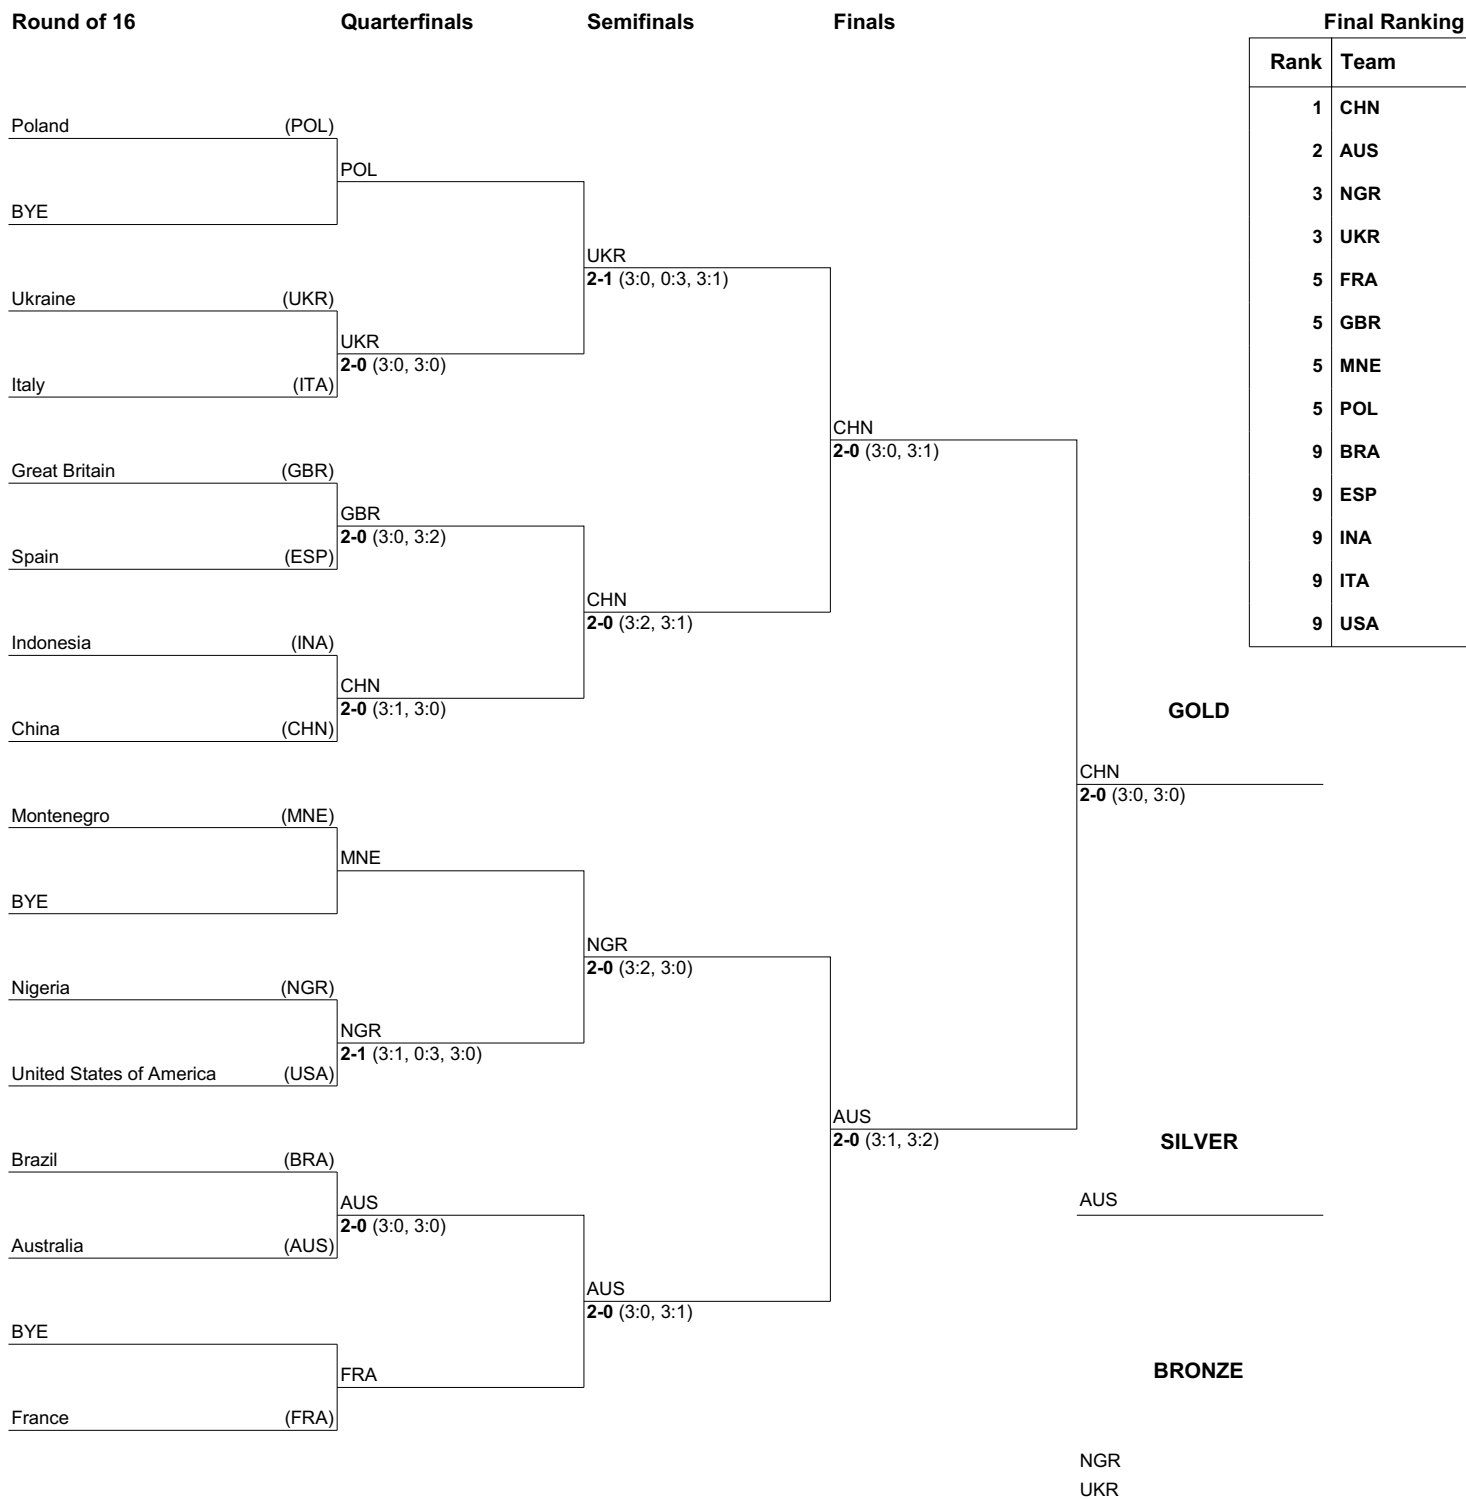 Round of 16 Quarterfinals Semifinals Finals Final Ranking
Rank Team
1 CHN
2 AUS
3 NGR
3 UKR
5 FRA
5 GBR
5 MNE
5 POL
9 BRA
9 ESP
9 INA
9 ITA
9 USA
Poland (POL)
BYE
Ukraine (UKR)
Italy (ITA)
Great Britain (GBR)
Spain (ESP)
Indonesia (INA)
China (CHN)
Montenegro (MNE)
BYE
Nigeria (NGR)
United States of America (USA)
Brazil (BRA)
Australia (AUS)
BYE
France (FRA)
POL
UKR
2-0 (3:0, 3:0)
GBR
2-0 (3:0, 3:2)
CHN
2-0 (3:1, 3:0)
MNE
NGR
2-1 (3:1, 0:3, 3:0)
AUS
2-0 (3:0, 3:0)
FRA
UKR
2-1 (3:0, 0:3, 3:1)
CHN
2-0 (3:2, 3:1)
NGR
2-0 (3:2, 3:0)
AUS
2-0 (3:0, 3:1)
CHN
2-0 (3:0, 3:1)
AUS
2-0 (3:1, 3:2)
GOLD
CHN
2-0 (3:0, 3:0)
SILVER
AUS
BRONZE
NGR
UKR